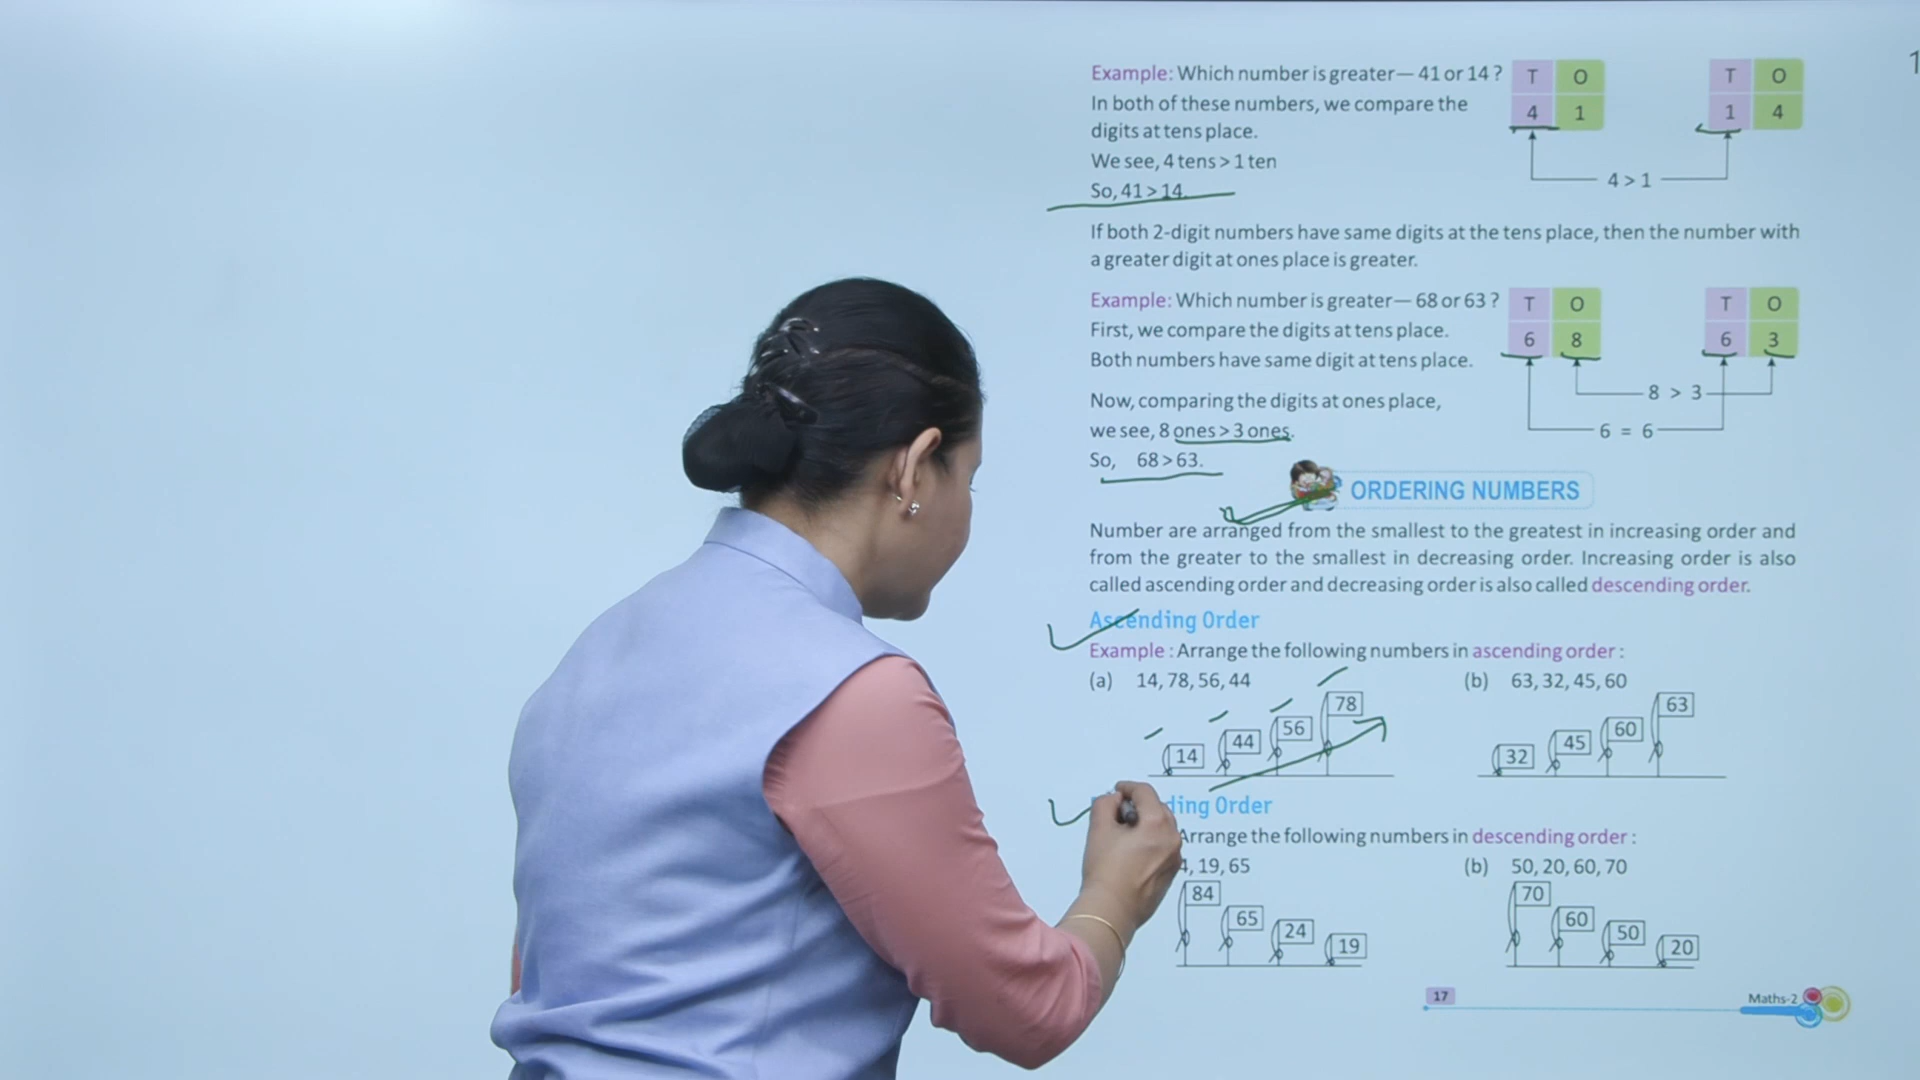 Example: Which number is greater— 41 or 14 ?
T O
4 1
T O
1 4
In both of these numbers, we compare the
digits at tens place.
We see, 4 tens > 1 ten
4 > 1
So, 41 > 14.
If both 2-digit numbers have same digits at the tens place, then the number with
a greater digit at ones place is greater.
Example: Which number is greater— 68 or 63 ?
T O
6 8
T O
6 3
First, we compare the digits at tens place.
Both numbers have same digit at tens place.
8 > 3
Now, comparing the digits at ones place,
we see, 8 ones > 3 ones.
6 = 6
So, 68 > 63.
ORDERING NUMBERS
Number are arranged from the smallest to the greatest in increasing order and
from the greater to the smallest in decreasing order. Increasing order is also
called ascending order and decreasing order is also called descending order.
Ascending Order
Example : Arrange the following numbers in ascending order :
(a) 14, 78, 56, 44
(b) 63, 32, 45, 60
14 44 56 78
32 45 60 63
ding Order
Arrange the following numbers in descending order :
4, 19, 65
(b) 50, 20, 60, 70
84 65 24 19
70 60 50 20
17
Maths-2